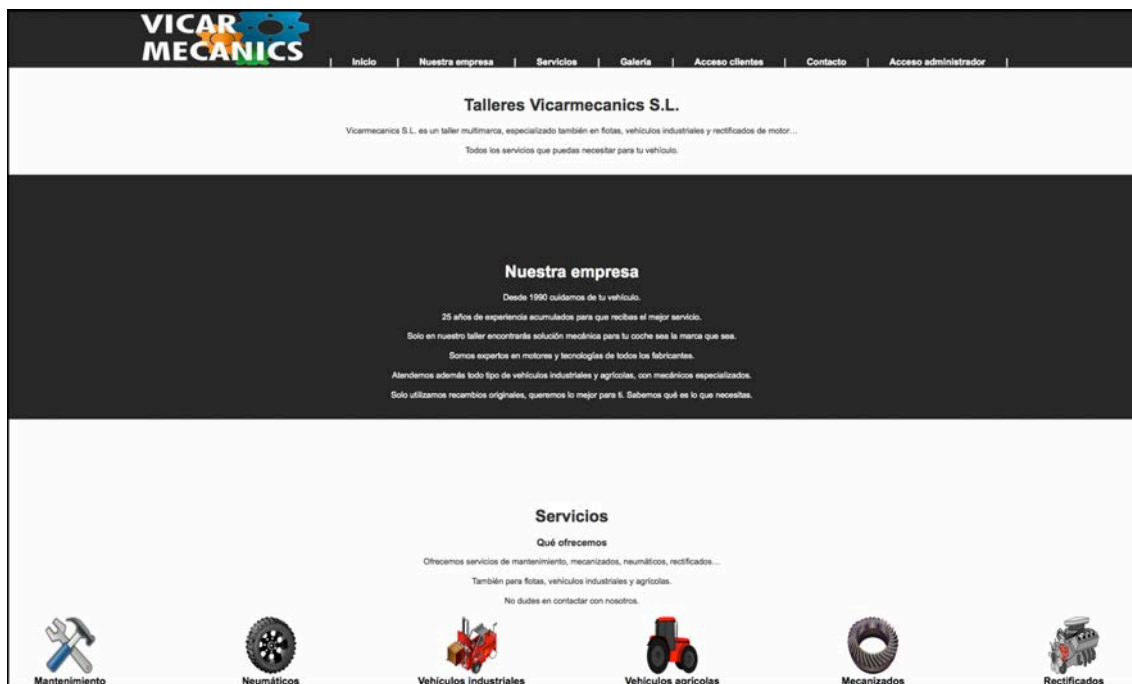 VICAR
MECANICS
| Inicio | Nuestra empresa | Servicios | Galería | Acceso clientes | Contacto | Acceso administrador |
Talleres Vicarmecanics S.L.
Vicarmecanics S.L. es un taller multimarca, especializado también en flotas, vehículos industriales y rectificados de motor...
Todos los servicios que puedas necesitar para tu vehículo.
Nuestra empresa
Desde 1990 cuidamos de tu vehículo.
25 años de experiencia acumulados para que recibas el mejor servicio.
Solo en nuestro taller encontrarás solución mecánica para tu coche sea la marca que sea.
Somos expertos en motores y tecnologías de todos los fabricantes.
Atendemos además todo tipo de vehículos industriales y agrícolas, con mecánicos especializados.
Solo utilizamos recambios originales, queremos lo mejor para ti. Sabemos qué es lo que necesitas.
Servicios
Qué ofrecemos
Ofrecemos servicios de mantenimiento, mecanizados, neumáticos, rectificados...
También para flotas, vehículos industriales y agrícolas.
No dudes en contactar con nosotros.
Mantenimiento Neumáticos Vehículos industriales Vehículos agrícolas Mecanizados Rectificados